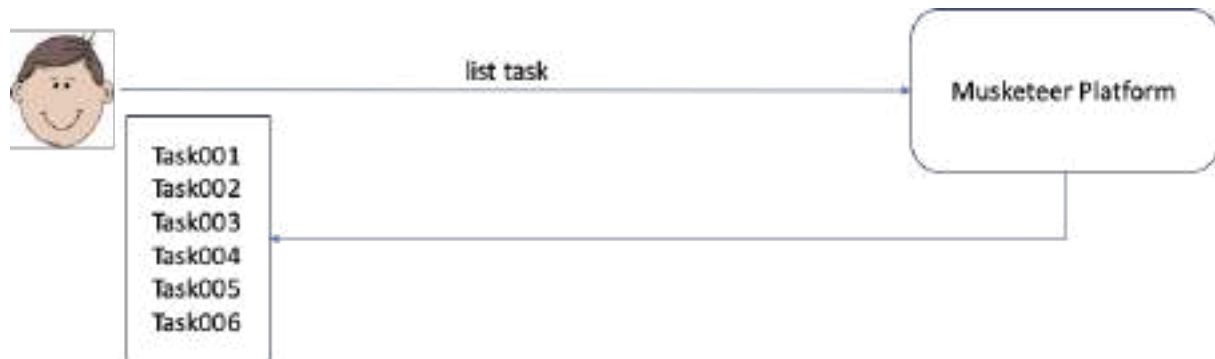 list task
Musketeer Platform
Task001
Task002
Task003
Task004
Task005
Task006